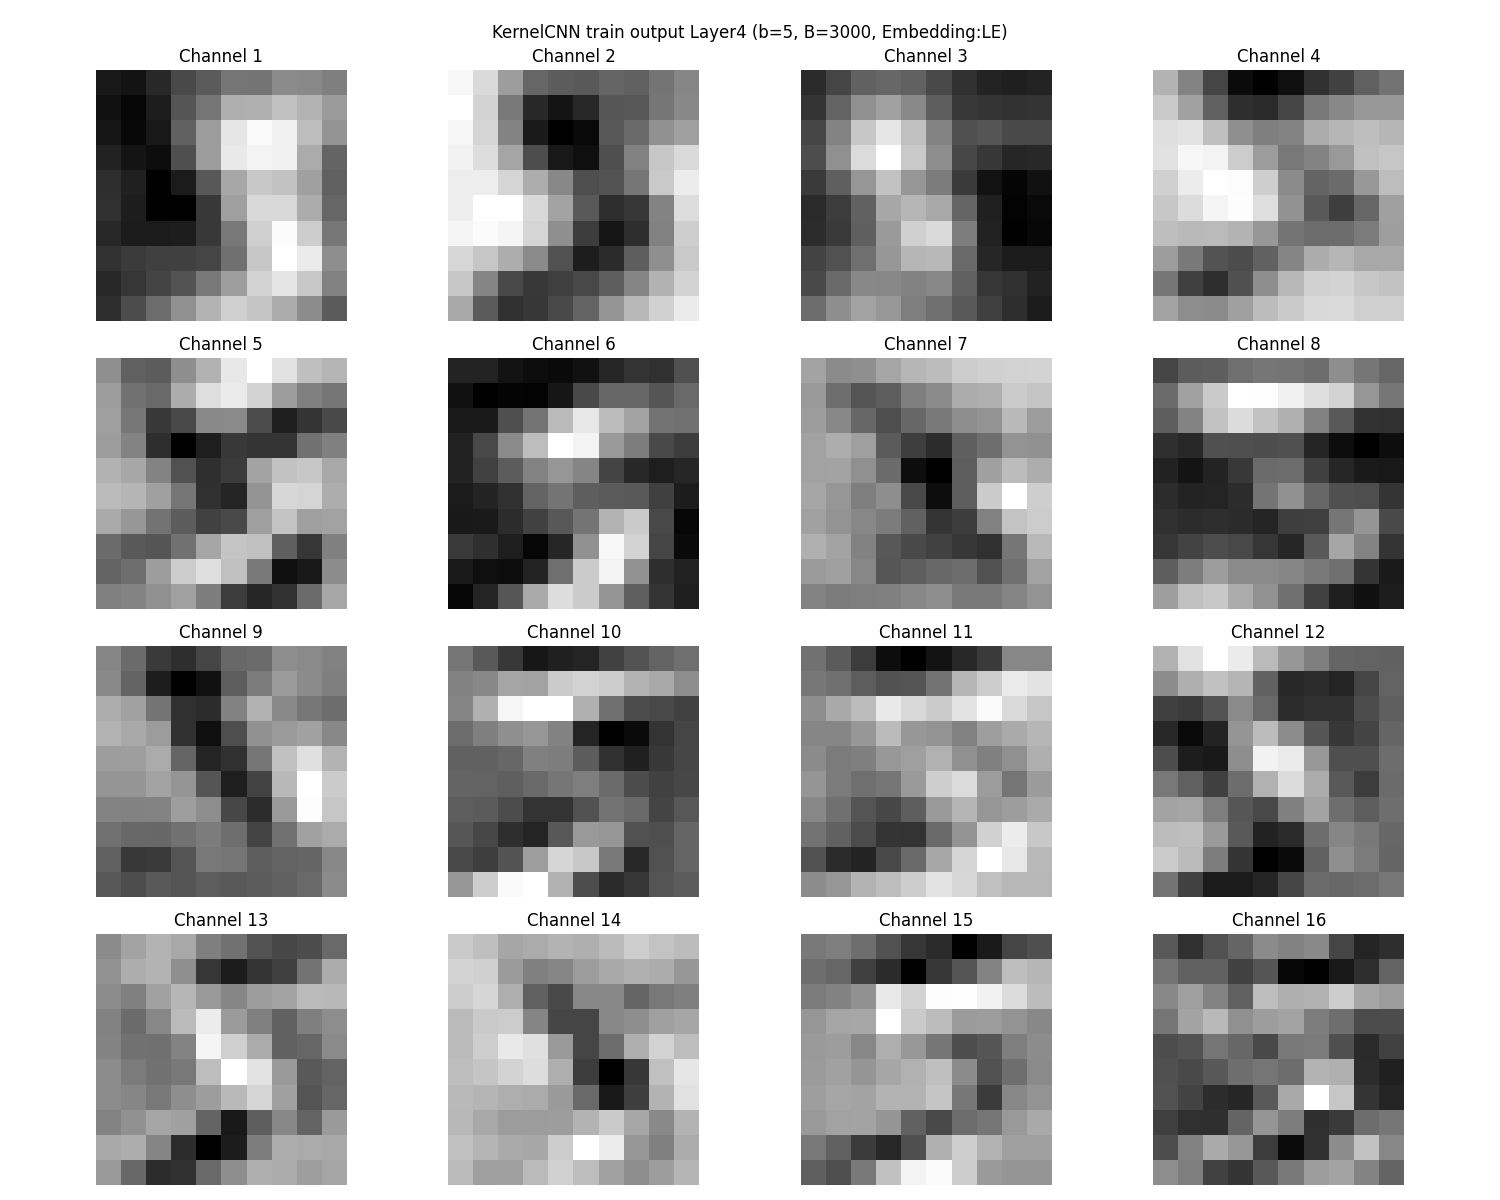 KernelCNN train output Layer4 (b=5, B=3000, Embedding:LE)
Channel 1 Channel 2 Channel 3 Channel 4
Channel 5 Channel 6 Channel 7 Channel 8
Channel 9 Channel 10 Channel 11 Channel 12
Channel 13 Channel 14 Channel 15 Channel 16